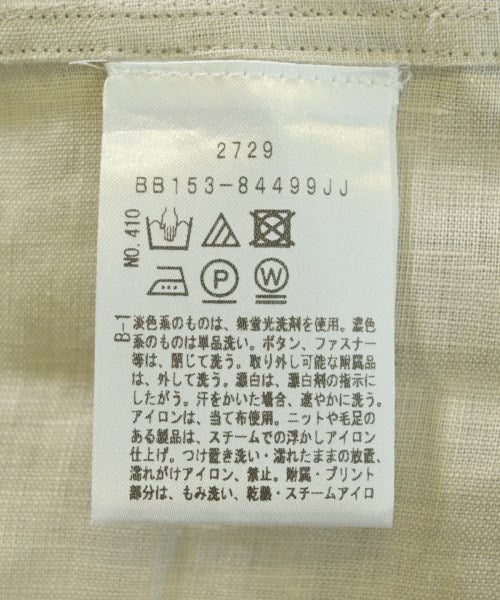 2729
BB153-84499JJ
NO.410
P W
B-1
淡色系のものは、無蛍光洗剤を使用。濃色
系のものは単品洗い。ボタン、ファスナー
等は、閉じて洗う。取り外し可能な附属品
は、外して洗う。漂白は、漂白剤の指示に
したがう。汗をかいた場合、速やかに洗う。
アイロンは、当て布使用。ニットや毛足の
ある製品は、スチームでの浮かしアイロン
仕上げ。つけ置き洗い・濡れたままの放置、
濡れがけアイロン、禁止。附属・プリント
部分は、もみ洗い、乾熱・スチームアイロ